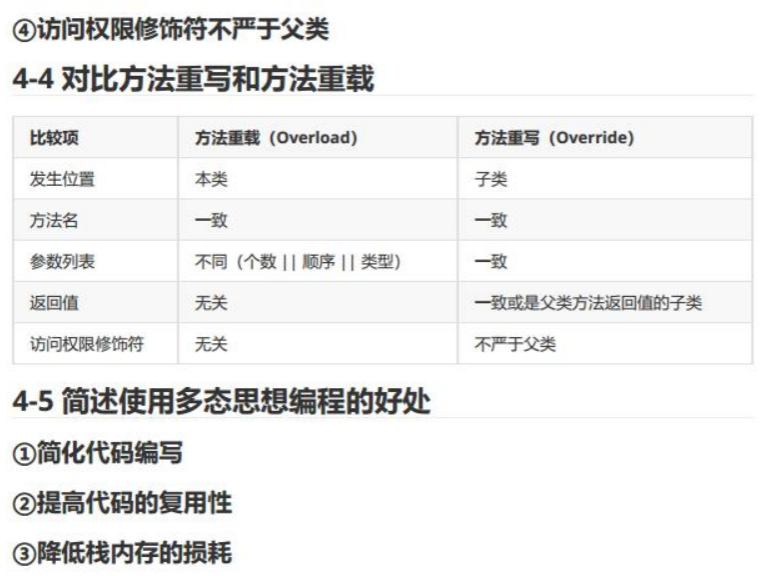 ④访问权限修饰符不严于父类
4-4 对比方法重写和方法重载
比较项 方法重载（Overload） 方法重写（Override）
发生位置 本类 子类
方法名 一致 一致
参数列表 不同（个数 || 顺序 || 类型） 一致
返回值 无关 一致或是父类方法返回值的子类
访问权限修饰符 无关 不严于父类
4-5 简述使用多态思想编程的好处
①简化代码编写
②提高代码的复用性
③降低栈内存的损耗